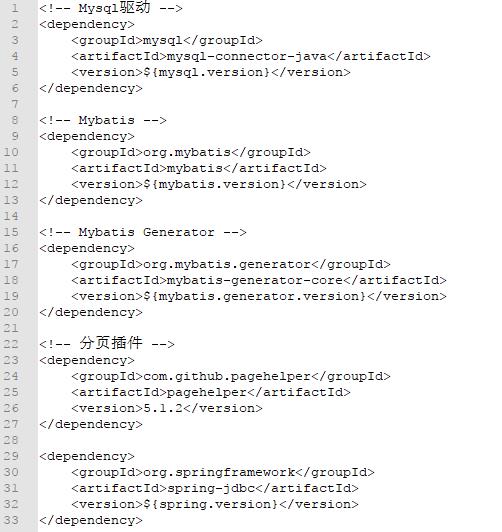 1 <!-- Mysql驱动 -->
2 <dependency>
3     <groupId>mysql</groupId>
4     <artifactId>mysql-connector-java</artifactId>
5     <version>${mysql.version}</version>
6 </dependency>
7
8 <!-- Mybatis -->
9 <dependency>
10     <groupId>org.mybatis</groupId>
11     <artifactId>mybatis</artifactId>
12     <version>${mybatis.version}</version>
13 </dependency>
14
15 <!-- Mybatis Generator -->
16 <dependency>
17     <groupId>org.mybatis.generator</groupId>
18     <artifactId>mybatis-generator-core</artifactId>
19     <version>${mybatis.generator.version}</version>
20 </dependency>
21
22 <!-- 分页插件 -->
23 <dependency>
24     <groupId>com.github.pagehelper</groupId>
25     <artifactId>pagehelper</artifactId>
26     <version>5.1.2</version>
27 </dependency>
28
29 <dependency>
30     <groupId>org.springframework</groupId>
31     <artifactId>spring-jdbc</artifactId>
32     <version>${spring.version}</version>
33 </dependency>